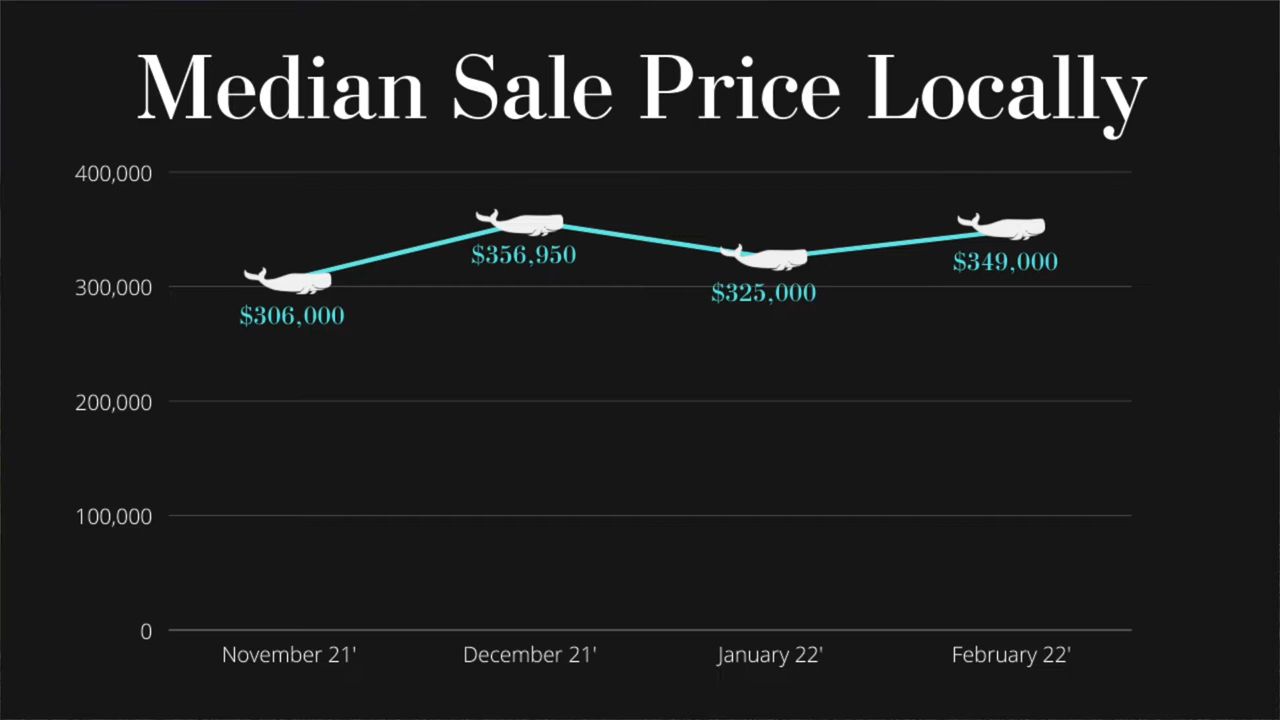 Median Sale Price Locally
400,000
$356,950
$349,000
300,000
$325,000
$306,000
200,000
100,000
0
November 21'
December 21'
January 22'
February 22'